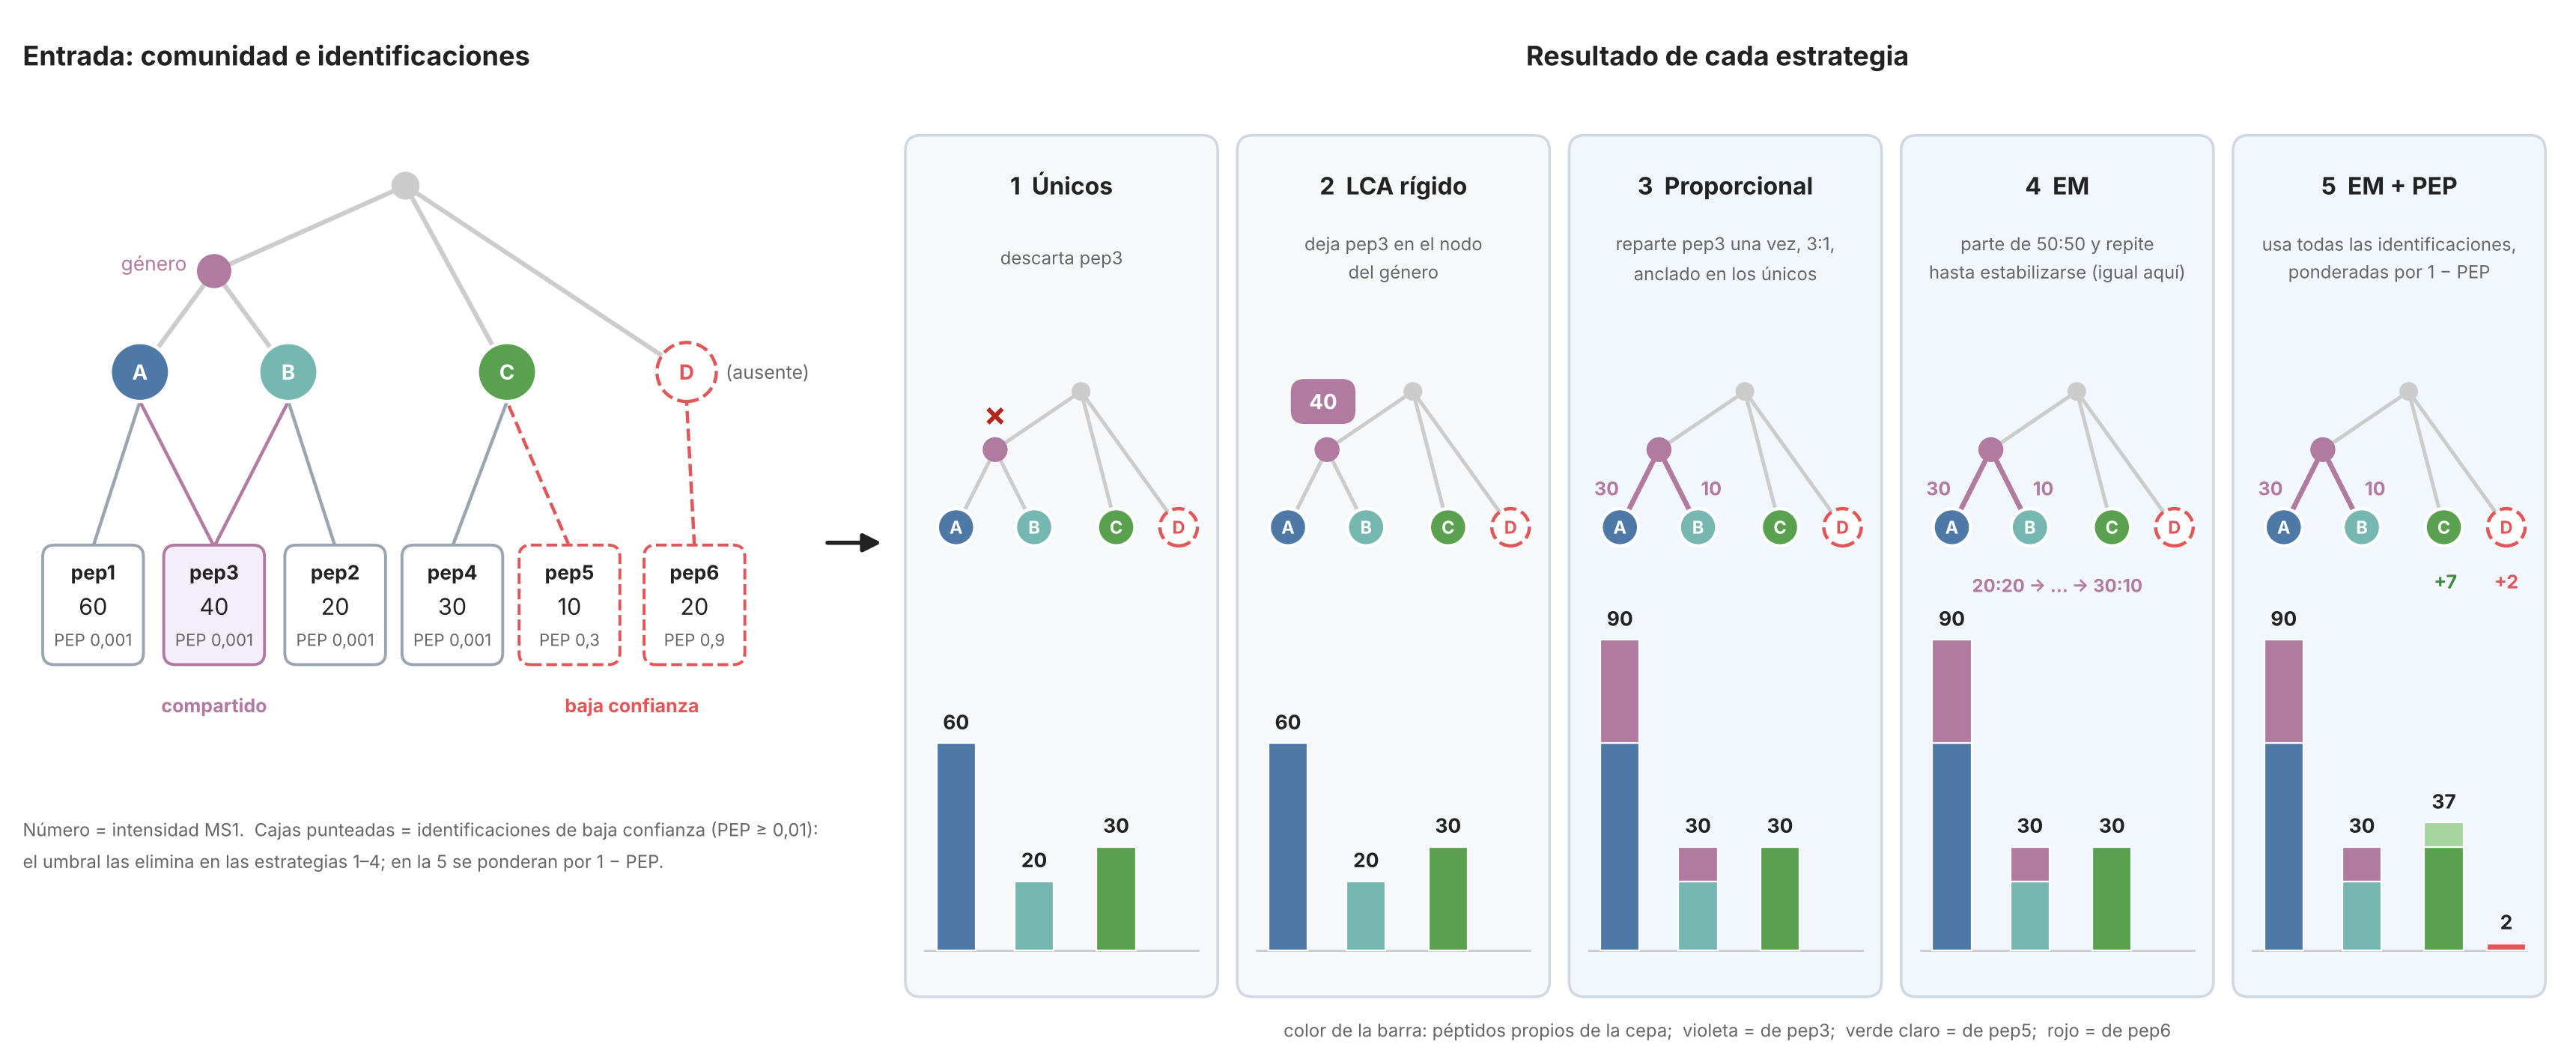 Entrada: comunidad e identificaciones
género
A
B
C
D
(ausente)
pep1
60
PEP 0,001
pep3
40
PEP 0,001
pep2
20
PEP 0,001
pep4
30
PEP 0,001
pep5
10
PEP 0,3
pep6
20
PEP 0,9
compartido
baja confianza
Número = intensidad MS1. Cajas punteadas = identificaciones de baja confianza (PEP ≥ 0,01):
el umbral las elimina en las estrategias 1–4; en la 5 se ponderan por 1 − PEP.
Resultado de cada estrategia
1 Únicos
descarta pep3
×
A
B
C
D
60
20
30
2 LCA rígido
deja pep3 en el nodo
del género
40
A
B
C
D
60
20
30
3 Proporcional
reparte pep3 una vez, 3:1,
anclado en los únicos
30
10
A
B
C
D
90
30
30
4 EM
parte de 50:50 y repite
hasta estabilizarse (igual aquí)
30
10
A
B
C
D
20:20 → ... → 30:10
90
30
30
5 EM + PEP
usa todas las identificaciones,
ponderadas por 1 − PEP
30
10
A
B
C
D
+7
+2
90
30
37
2
color de la barra: péptidos propios de la cepa; violeta = de pep3; verde claro = de pep5; rojo = de pep6